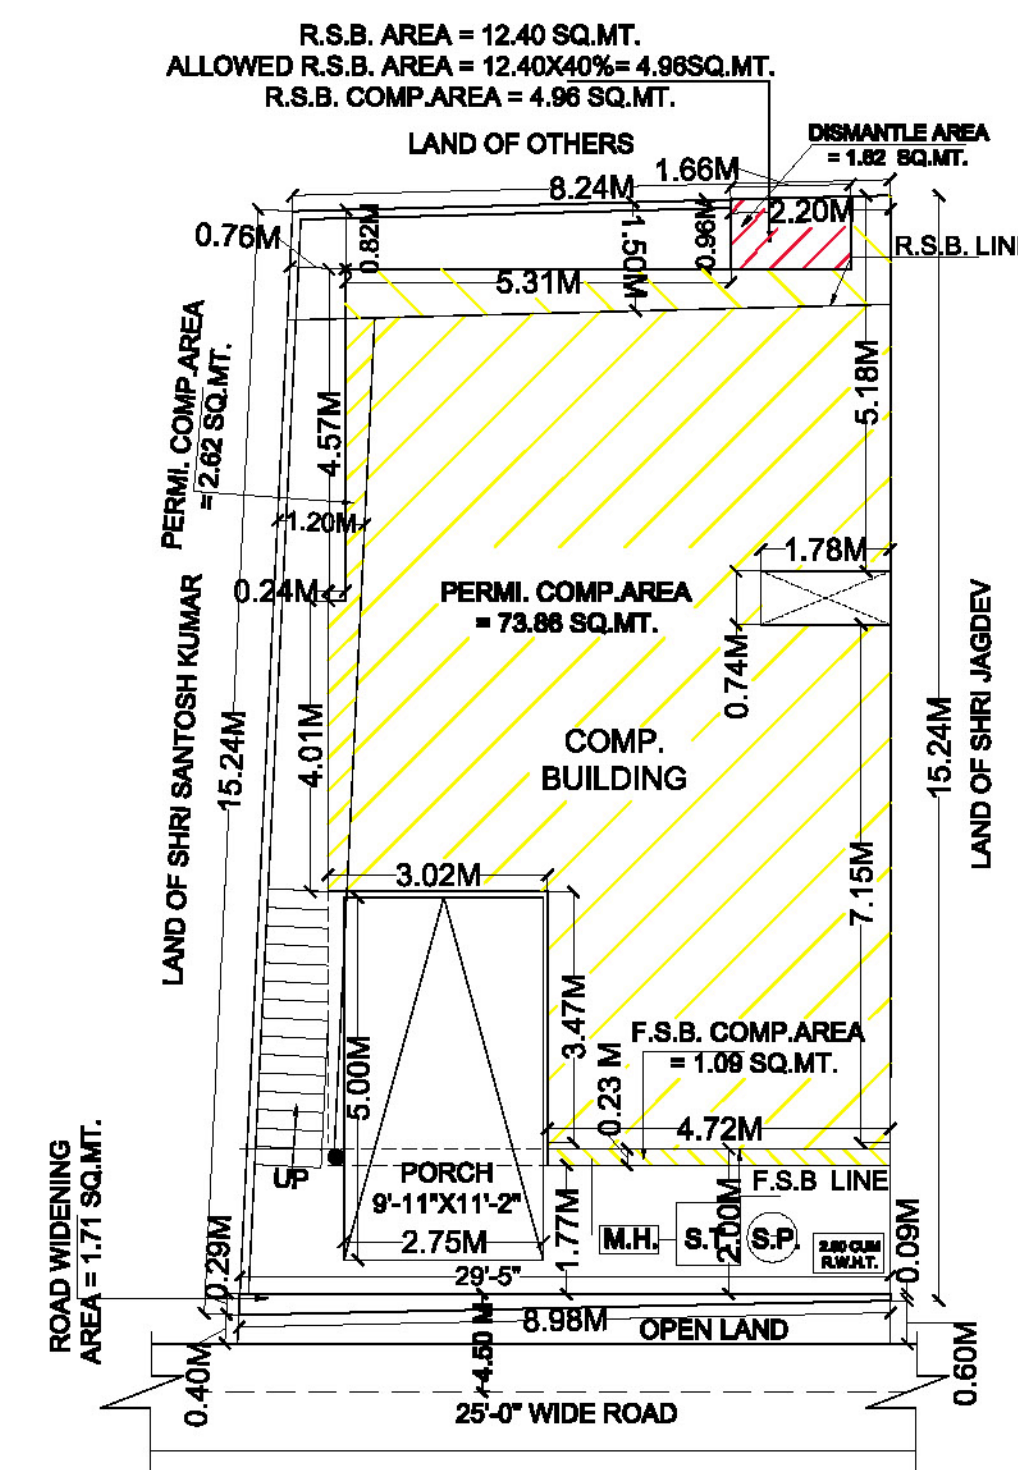 R.S.B. AREA = 12.40 SQ.MT.
ALLOWED R.S.B. AREA = 12.40X40%= 4.96SQ.MT.
R.S.B. COMP.AREA = 4.96 SQ.MT.
LAND OF OTHERS
DISMANTLE AREA
= 1.62 SQ.MT.
1.66M
8.24M
2.20M
0.76M
0.82M
1.50M
0.96M
R.S.B. LINE
5.31M
PERMI. COMP.AREA
= 2.62 SQ.MT.
4.57M
5.18M
1.20M
1.78M
0.24M
PERMI. COMP.AREA
= 73.86 SQ.MT.
0.74M
LAND OF SHRI SANTOSH KUMAR
15.24M
4.01M
COMP.
BUILDING
15.24M
LAND OF SHRI JAGDEV
3.02M
7.15M
3.47M
5.00M
F.S.B. COMP.AREA
= 1.09 SQ.MT.
0.23 M
4.72M
ROAD WIDENING
AREA = 1.71 SQ.MT.
UP
PORCH
9'-11"X11'-2"
F.S.B LINE
1.77M
2.00M
M.H.
S.T.
S.P.
2.80 CUM
R.W.H.T.
0.09M
2.75M
0.29M
29'-5"
8.98M
OPEN LAND
4.50 M
0.40M
0.60M
25'-0" WIDE ROAD